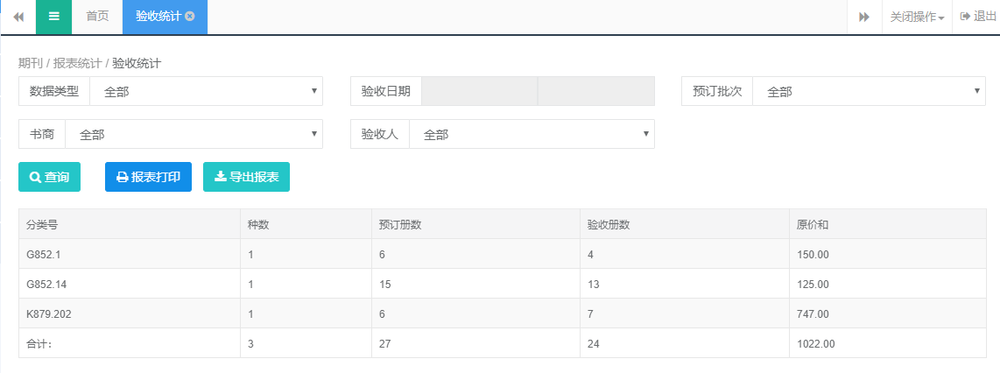 首页 验收统计 关闭操作 退出
期刊 / 报表统计 / 验收统计
数据类型 全部 验收日期 预订批次 全部
书商 全部 验收人 全部
查询 报表打印 导出报表
分类号 种数 预订册数 验收册数 原价和
G852.1 1 6 4 150.00
G852.14 1 15 13 125.00
K879.202 1 6 7 747.00
合计： 3 27 24 1022.00